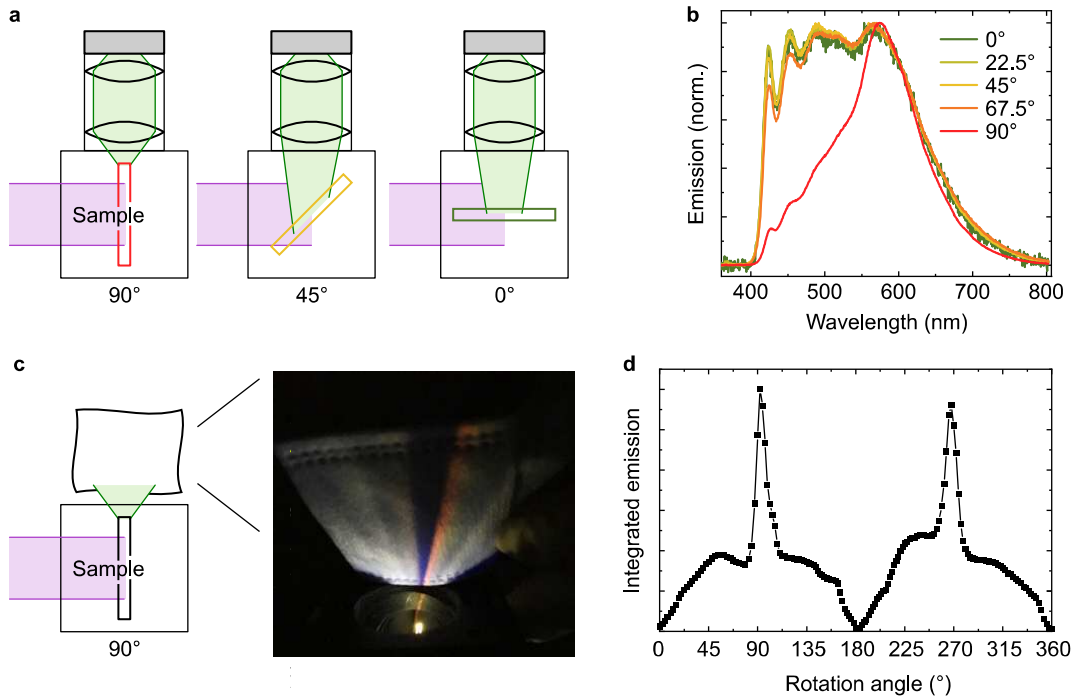 a
Sample
90°
45°
0°
b
Emission (norm.)
0°
22.5°
45°
67.5°
90°
400
500
600
700
800
Wavelength (nm)
c
Sample
90°
d
Integrated emission
0
45
90
135
180
225
270
315
360
Rotation angle (°)